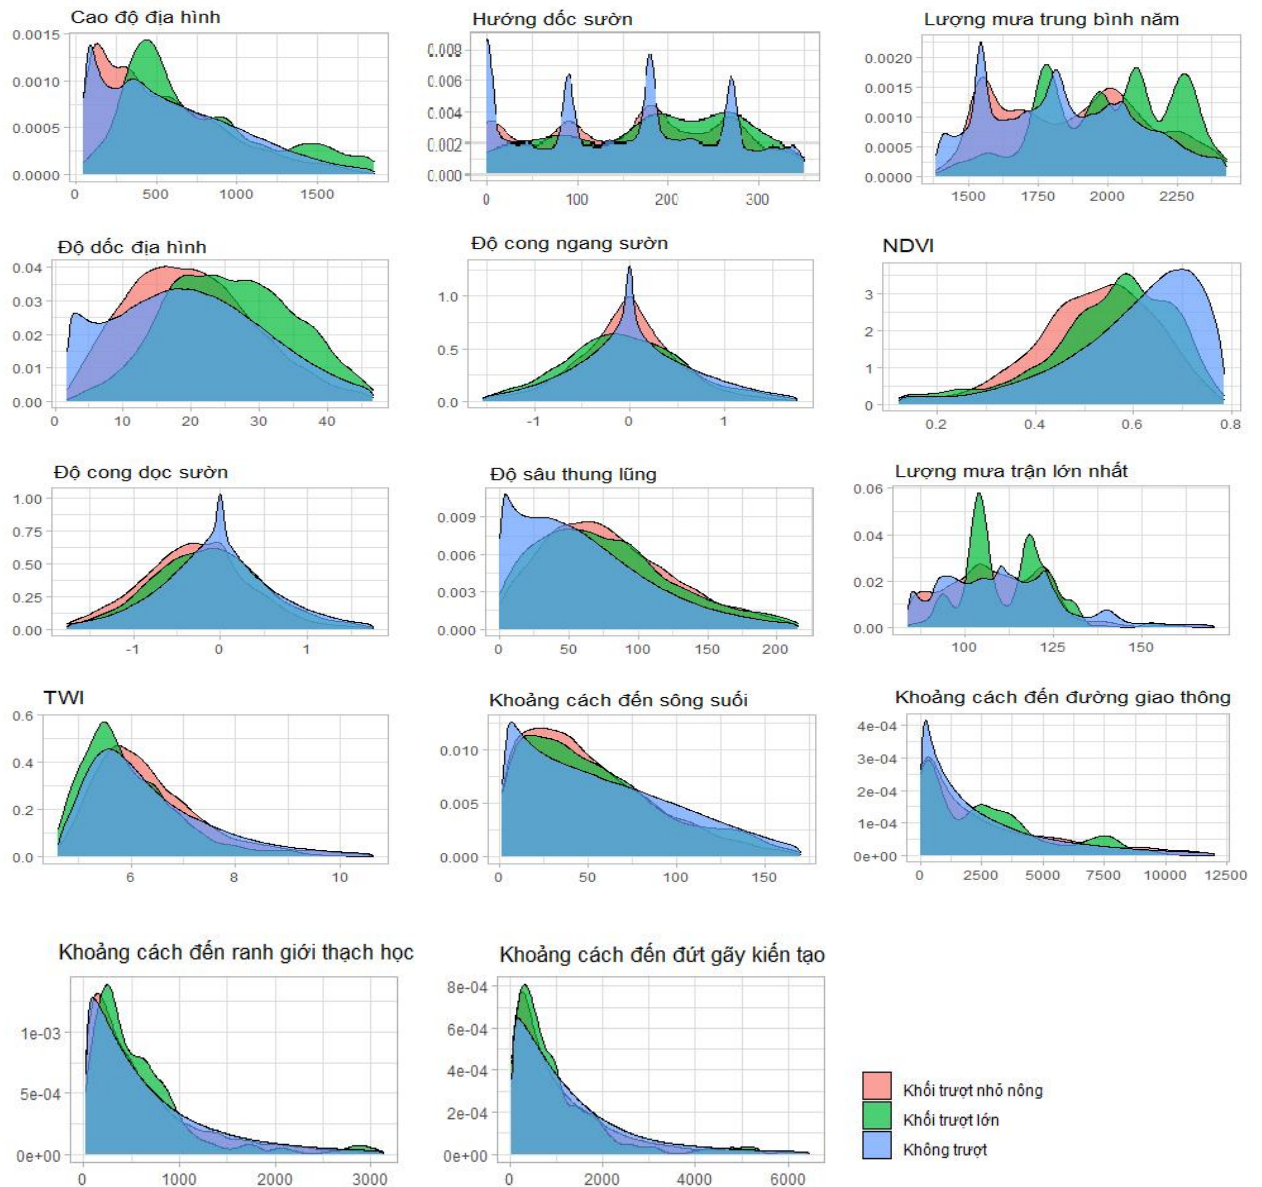 Cao độ địa hình
0.0015
0.0010
0.0005
0.0000
0 500 1000 1500
Hướng dốc sườn
0.008
0.006
0.004
0.002
0.000
0 100 200 300
Lượng mưa trung bình năm
0.0020
0.0015
0.0010
0.0005
0.0000
1500 1750 2000 2250
Độ dốc địa hình
0.04
0.03
0.02
0.01
0.00
0 10 20 30 40
Độ cong ngang sườn
1.0
0.5
0.0
-1 0 1
NDVI
3
2
1
0
0.2 0.4 0.6 0.8
Độ cong dọc sườn
1.00
0.75
0.50
0.25
0.00
-1 0 1
Độ sâu thung lũng
0.009
0.006
0.003
0.000
0 50 100 150 200
Lượng mưa trận lớn nhất
0.06
0.04
0.02
0.00
100 125 150
TWI
0.6
0.4
0.2
0.0
6 8 10
Khoảng cách đến sông suối
0.010
0.005
0.000
0 50 100 150
Khoảng cách đến đường giao thông
4e-04
3e-04
2e-04
1e-04
0e+00
0 2500 5000 7500 10000 12500
Khoảng cách đến ranh giới thạch học
1e-03
5e-04
0e+00
0 1000 2000 3000
Khoảng cách đến đứt gãy kiến tạo
8e-04
6e-04
4e-04
2e-04
0e+00
0 2000 4000 6000
Khối trượt nhỏ nông
Khối trượt lớn
Không trượt